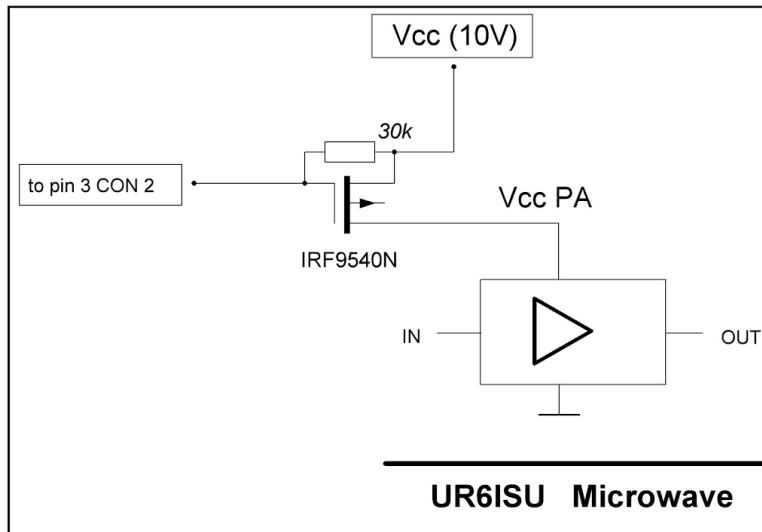 Vcc (10V)
30k
to pin 3 CON 2
Vcc PA
IRF9540N
IN
OUT
UR6ISU Microwave